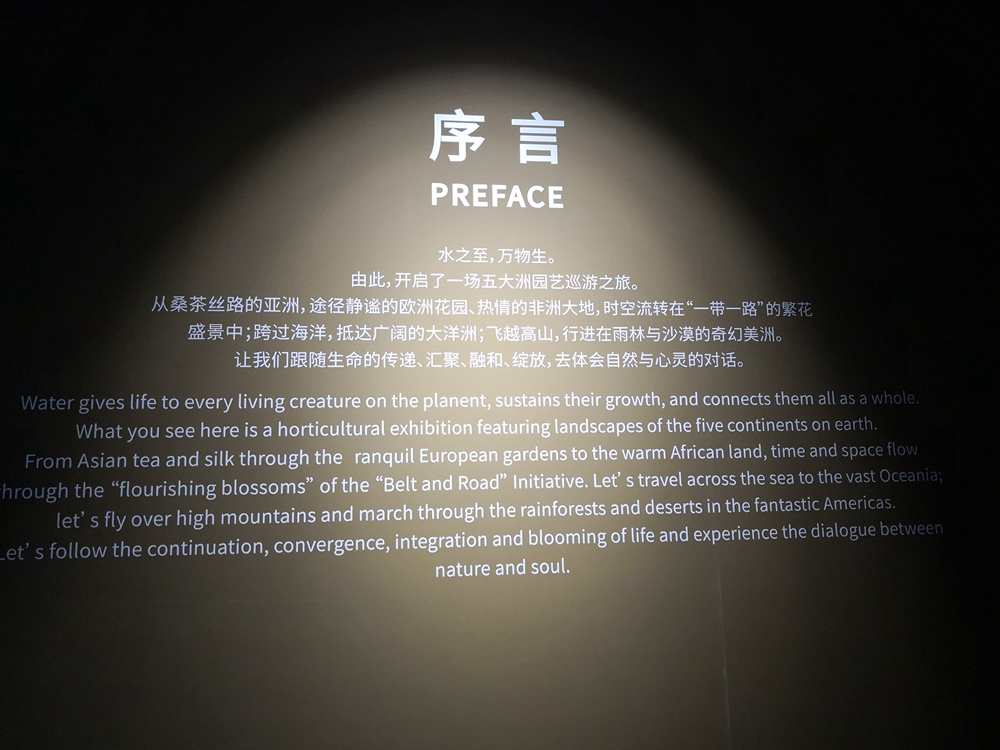 序言
PREFACE
水之至，万物生。
由此，开启了一场五大洲园艺巡游之旅。
从桑茶丝路的亚洲，途径静谧的欧洲花园、热情的非洲大地，时空流转在“一带一路”的繁花
盛景中；跨过海洋，抵达广阔的大洋洲；飞越高山，行进在雨林与沙漠的奇幻美洲。
让我们跟随生命的传递、汇聚、融和、绽放，去体会自然与心灵的对话。
Water gives life to every living creature on the planent, sustains their growth, and connects them all as a whole.
What you see here is a horticultural exhibition featuring landscapes of the five continents on earth.
From Asian tea and silk through the ranquil European gardens to the warm African land, time and space flow
through the “flourishing blossoms” of the “Belt and Road” Initiative. Let’s travel across the sea to the vast Oceania;
let’s fly over high mountains and march through the rainforests and deserts in the fantastic Americas.
Let’s follow the continuation, convergence, integration and blooming of life and experience the dialogue between
nature and soul.